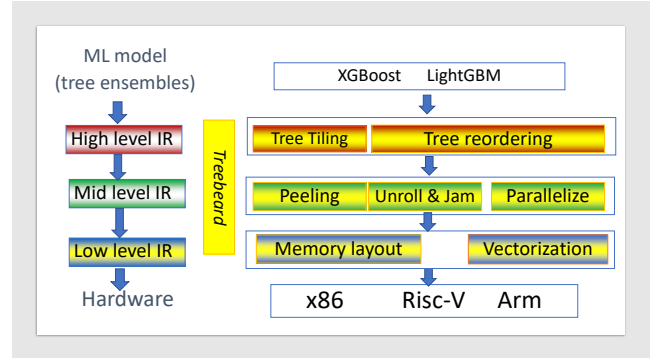 ML model
(tree ensembles)
High level IR
Mid level IR
Low level IR
Hardware
Treebeard
XGBoost LightGBM
Tree Tiling Tree reordering
Peeling Unroll & Jam Parallelize
Memory layout Vectorization
x86 Risc-V Arm